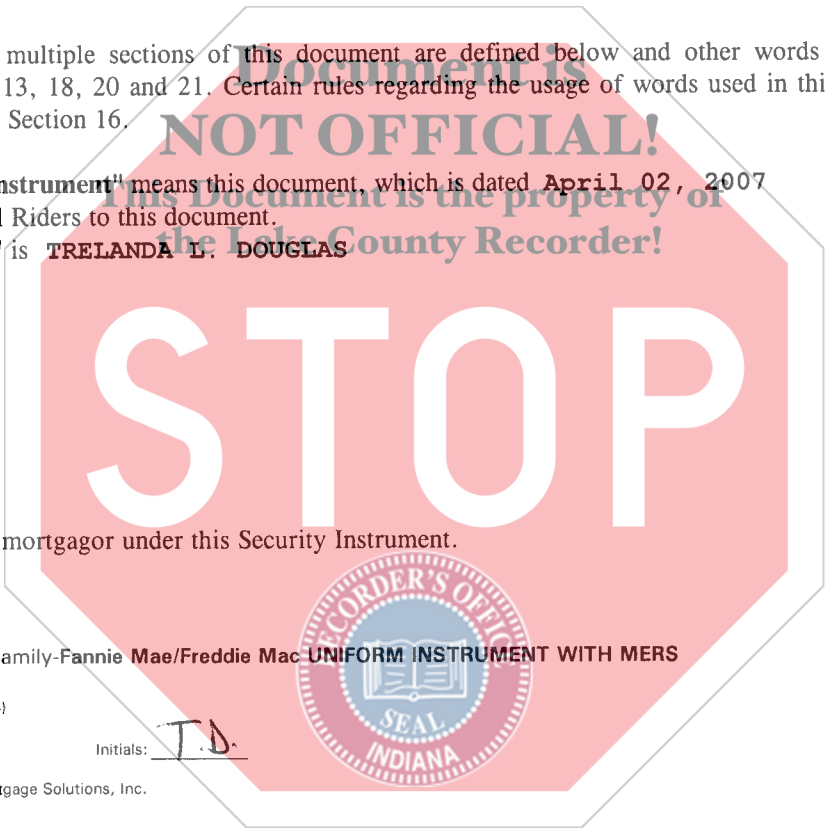 multiple sections of this document are defined below and other words
Document is
13, 18, 20 and 21. Certain rules regarding the usage of words used in thi
Section 16.
NOT OFFICIAL!
nstrument" means this document, which is dated April 02, 2007
This Document is the property of
Riders to this document.
the Lake County Recorder!
is TRELANDA L. DOUGLAS
STOP
mortgagor under this Security Instrument.
RECORDER'S OFFICE
amily-Fannie Mae/Freddie Mac UNIFORM INSTRUMENT WITH MERS
SEAL
INDIANA
Initials: T.D.
tgage Solutions, Inc.